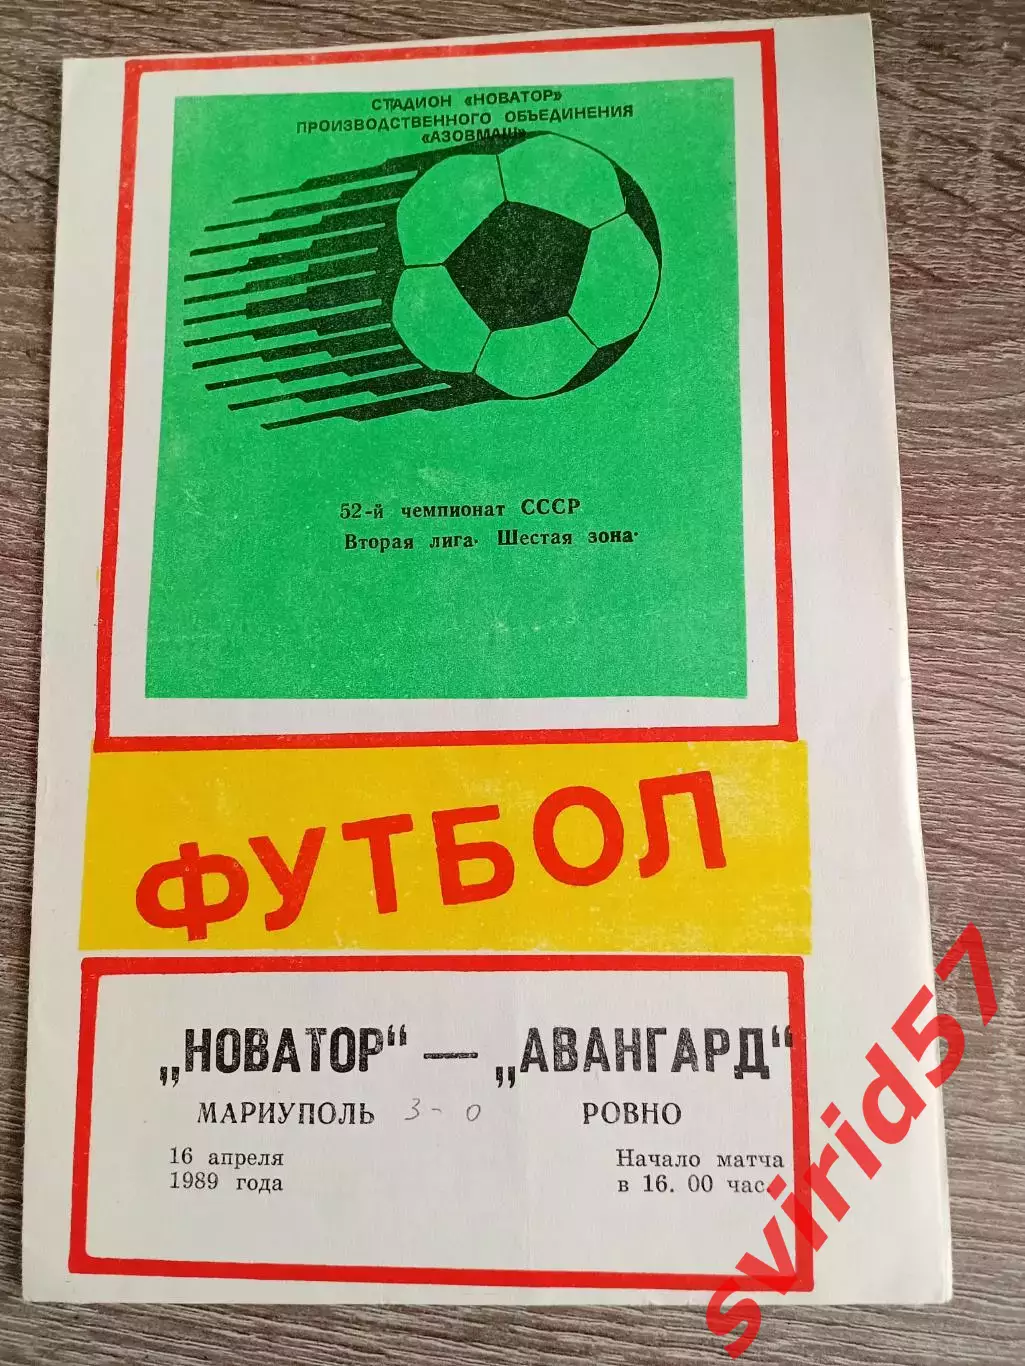 СТАДИОН «НОВАТОР»
ПРОИЗВОДСТВЕННОГО ОБЪЕДИНЕНИЯ
«АЗОВМАШ»
52-й чемпионат СССР
Вторая лига. Шестая зона.
ФУТБОЛ
„НОВАТОР“ — „АВАНГАРД“
МАРИУПОЛЬ 3-0 РОВНО
16 апреля Начало матча
1989 года в 16. 00 час.
svirid57